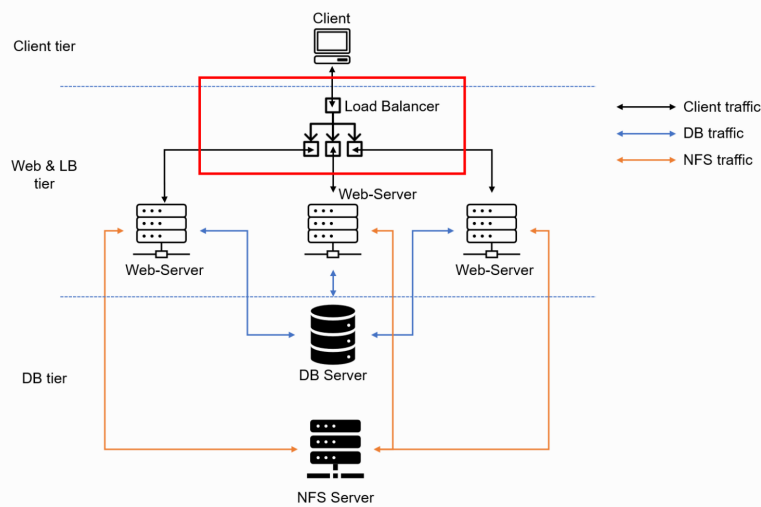 Client
Client tier
Load Balancer
Client traffic
DB traffic
NFS traffic
Web & LB
tier
Web-Server
Web-Server
Web-Server
DB Server
DB tier
NFS Server